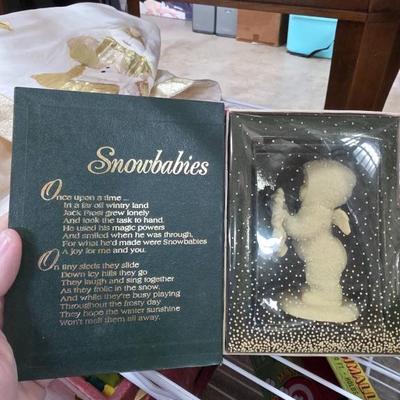 Snowbabies
Once upon a time ...
In a far off wintry land
Jack Frost grew lonely
And took the task to hand.
He used his magic powers
And smiled when he was through,
For what he'd made were Snowbabies
A joy for me and you.
On tiny sleds they slide
Down icy hills they go
They laugh and sing together
As they frolic in the snow.
And while they're busy playing
Throughout the frosty day
They hope the winter sunshine
Won't melt them all away.